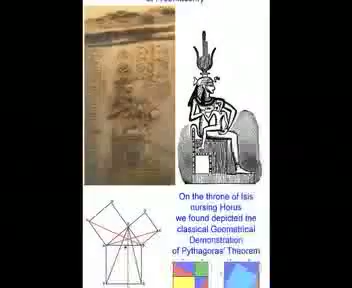 On the throne of Isis
nursing Horus
we found depicted the
classical Geometrical
Demonstration
of Pythagoras' Theorem